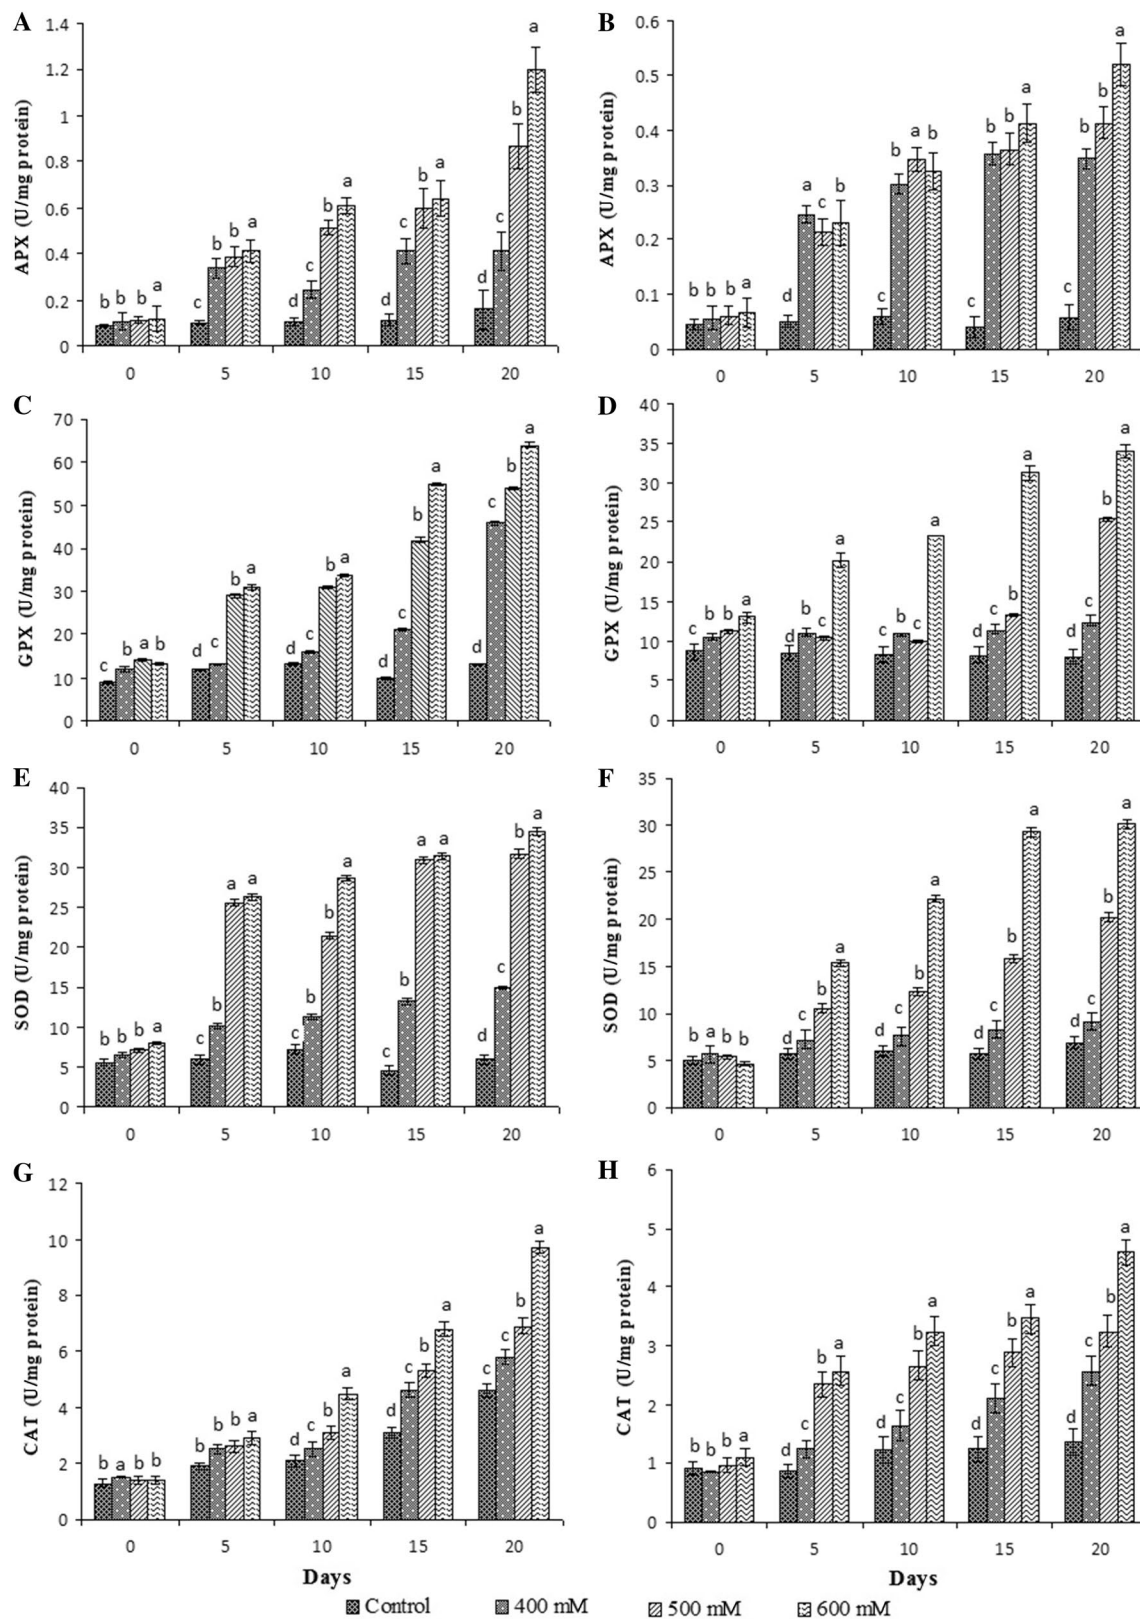 A
1.4
1.2
1
0.8
0.6
0.4
0.2
0
APX (U/mg protein)
b b b a
c b b a
d c b a
d c b a
d c b a
0 5 10 15 20
B
0.6
0.5
0.4
0.3
0.2
0.1
0
APX (U/mg protein)
b b b a
d a c b
c b a b
c b b a
c b b a
0 5 10 15 20
C
70
60
50
40
30
20
10
0
GPX (U/mg protein)
c b a b
d c b a
d c b a
d c b a
d c b a
0 5 10 15 20
D
40
35
30
25
20
15
10
5
0
GPX (U/mg protein)
c b b a
d b c a
c b c a
d c b a
d c b a
0 5 10 15 20
E
40
35
30
25
20
15
10
5
0
SOD (U/mg protein)
b b b a
c b a a
c b b a
c b a a
d c b a
0 5 10 15 20
F
35
30
25
20
15
10
5
0
SOD (U/mg protein)
b a b b
d c b a
d c b a
d c b a
d c b a
0 5 10 15 20
G
12
10
8
6
4
2
0
CAT (U/mg protein)
b a b b
b b b a
d c b a
d c b a
c c b a
0 5 10 15 20
Days
H
6
5
4
3
2
1
0
CAT (U/mg protein)
b b b a
d c b a
d c b a
d c b a
d c b a
0 5 10 15 20
Days
Control 400 mM 500 mM 600 mM